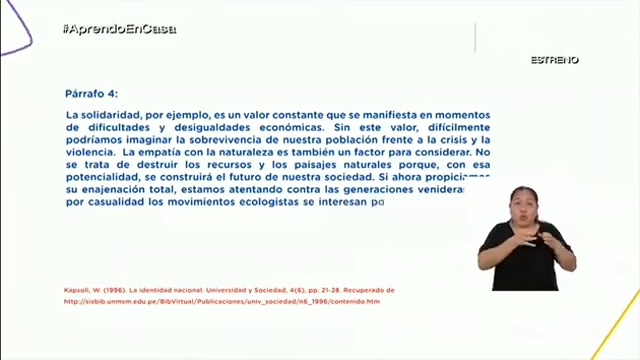 #AprendoEnCasa
ESTRENO
Párrafo 4:
La solidaridad, por ejemplo, es un valor constante que se manifiesta en momentos
de dificultades y desigualdades económicas. Sin este valor, difícilmente
podríamos imaginar la sobrevivencia de nuestra población frente a la crisis y la
violencia. La empatía con la naturaleza es también un factor para considerar. No
se trata de destruir los recursos y los paisajes naturales porque, con esa
potencialidad, se construirá el futuro de nuestra sociedad. Si ahora propiciamos
su enajenación total, estamos atentando contra las generaciones venideras
por casualidad los movimientos ecologistas se interesan pa
Kapsoli, W. (1996). La identidad nacional. Universidad y Sociedad, 4(6), pp. 21-28. Recuperado de
http://sisbib.unmsm.edu.pe/BibVirtual/Publicaciones/univ_sociedad/n6_1996/contenido.htm